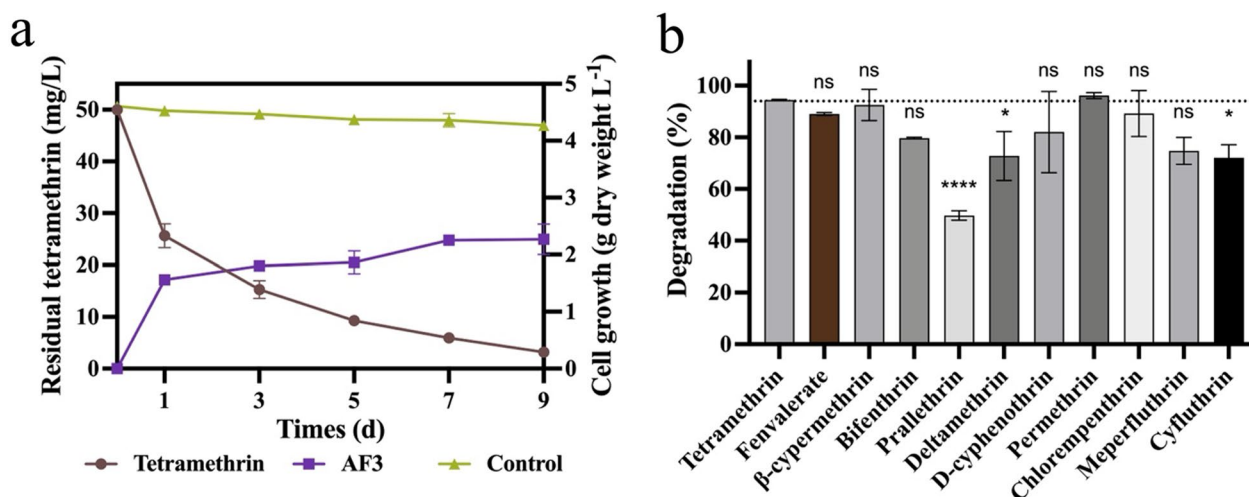 a
Residual tetramethrin (mg/L)
60
50
40
30
20
10
0
1
3
5
7
9
Times (d)
5
4
3
2
1
0
Cell growth (g dry weight L⁻¹)
Tetramethrin
AF3
Control
b
Degradation (%)
100
80
60
40
20
0
ns
ns
ns
****
*
ns
ns
ns
ns
*
Tetramethrin
Fenvalerate
β-cypermethrin
Bifenthrin
Prallethrin
Deltamethrin
D-cyphenothrin
Permethrin
Chlorempenthrin
Meperfluthrin
Cyfluthrin